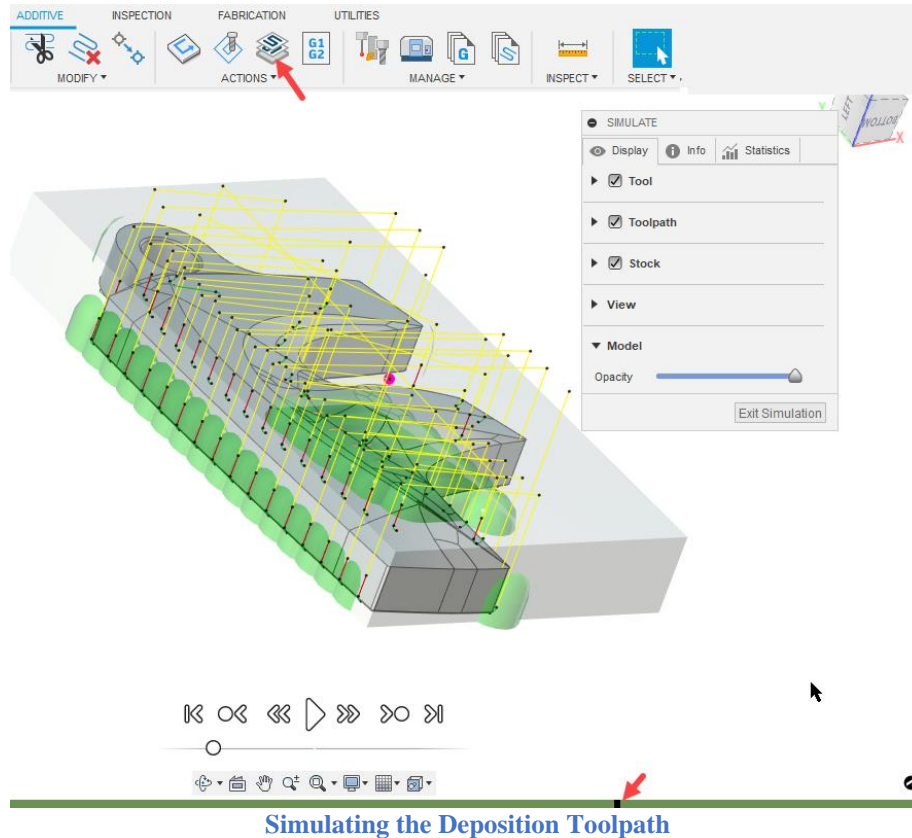 ADDITIVE INSPECTION FABRICATION UTILITIES
G1
G2 G
MODIFY ACTIONS MANAGE INSPECT SELECT
LEFT BOTTOM X Y
SIMULATE
Display Info Statistics
Tool
Toolpath
Stock
View
Model
Opacity
Exit Simulation
Simulating the Deposition Toolpath